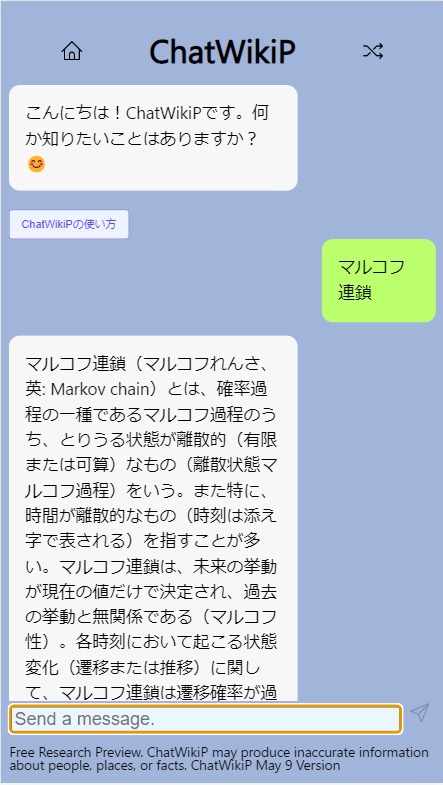 ChatWikiP
こんにちは！ChatWikiPです。何
か知りたいことはありますか？
😊
ChatWikiPの使い方
マルコフ
連鎖
マルコフ連鎖（マルコフれんさ、
英: Markov chain）とは、確率過
程の一種であるマルコフ過程のう
ち、とりうる状態が離散的（有限
または可算）なもの（離散状態マ
ルコフ過程）をいう。また特に、
時間が離散的なもの（時刻は添え
字で表される）を指すことが多
い。マルコフ連鎖は、未来の挙動
が現在の値だけで決定され、過去
の挙動と無関係である（マルコフ
性）。各時刻において起こる状態
変化（遷移または推移）に関し
て、マルコフ連鎖は遷移確率が過
Send a message.
Free Research Preview. ChatWikiP may produce inaccurate information
about people, places, or facts. ChatWikiP May 9 Version